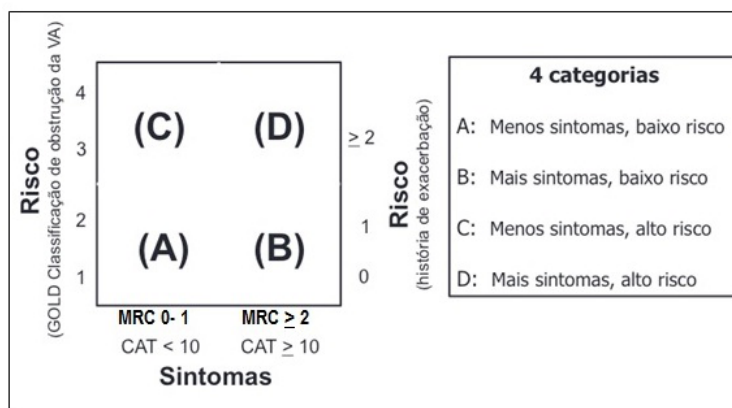 Risco
(GOLD Classificação de obstrução da VA)
4
3
2
1
(C)
(D)
(A)
(B)
≥ 2
1
0
Risco
(história de exacerbação)
MRC 0- 1
MRC ≥ 2
CAT < 10
CAT ≥ 10
Sintomas
4 categorias
A: Menos sintomas, baixo risco
B: Mais sintomas, baixo risco
C: Menos sintomas, alto risco
D: Mais sintomas, alto risco